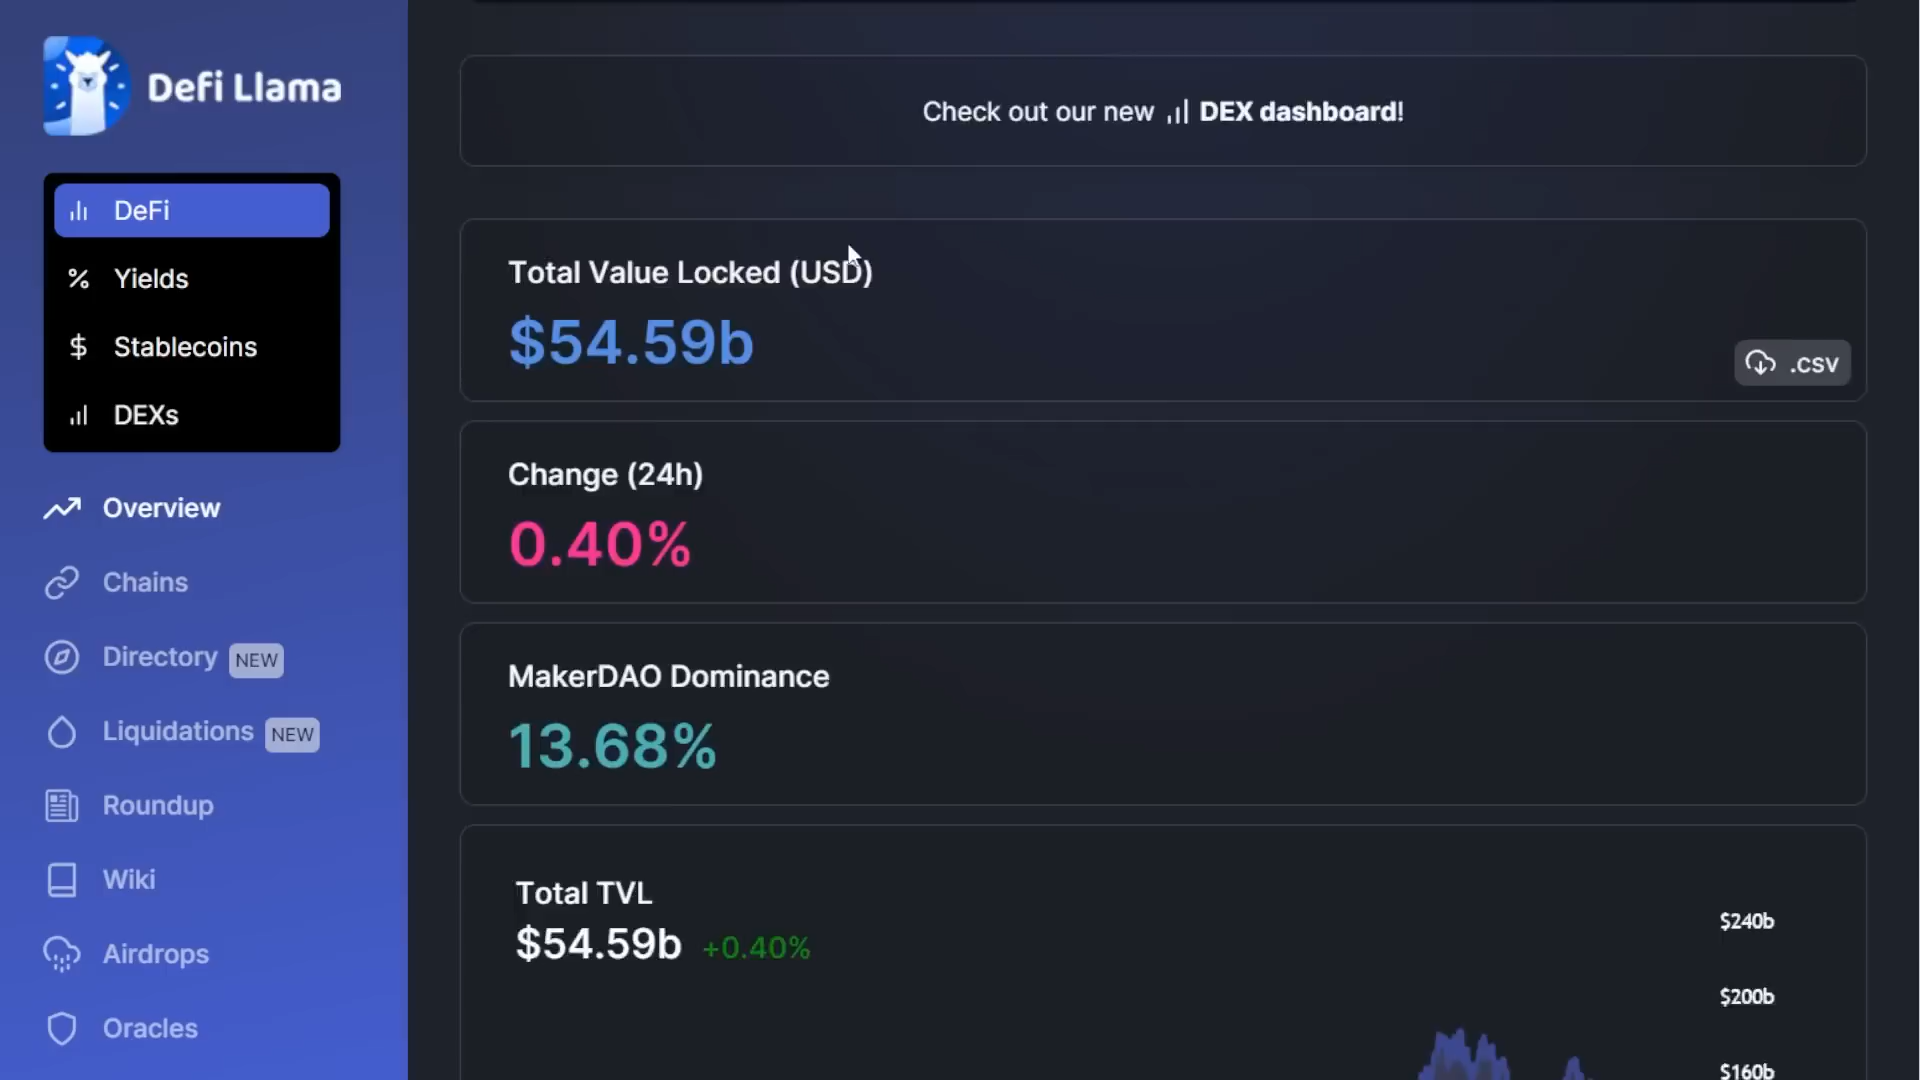 Defi Llama
DeFi
Yields
Stablecoins
DEXs
Overview
Chains
Directory NEW
Liquidations NEW
Roundup
Wiki
Airdrops
Oracles
Check out our new DEX dashboard!
Total Value Locked (USD)
$54.59b
.csv
Change (24h)
0.40%
MakerDAO Dominance
13.68%
Total TVL
$54.59b +0.40%
$240b
$200b
$160b